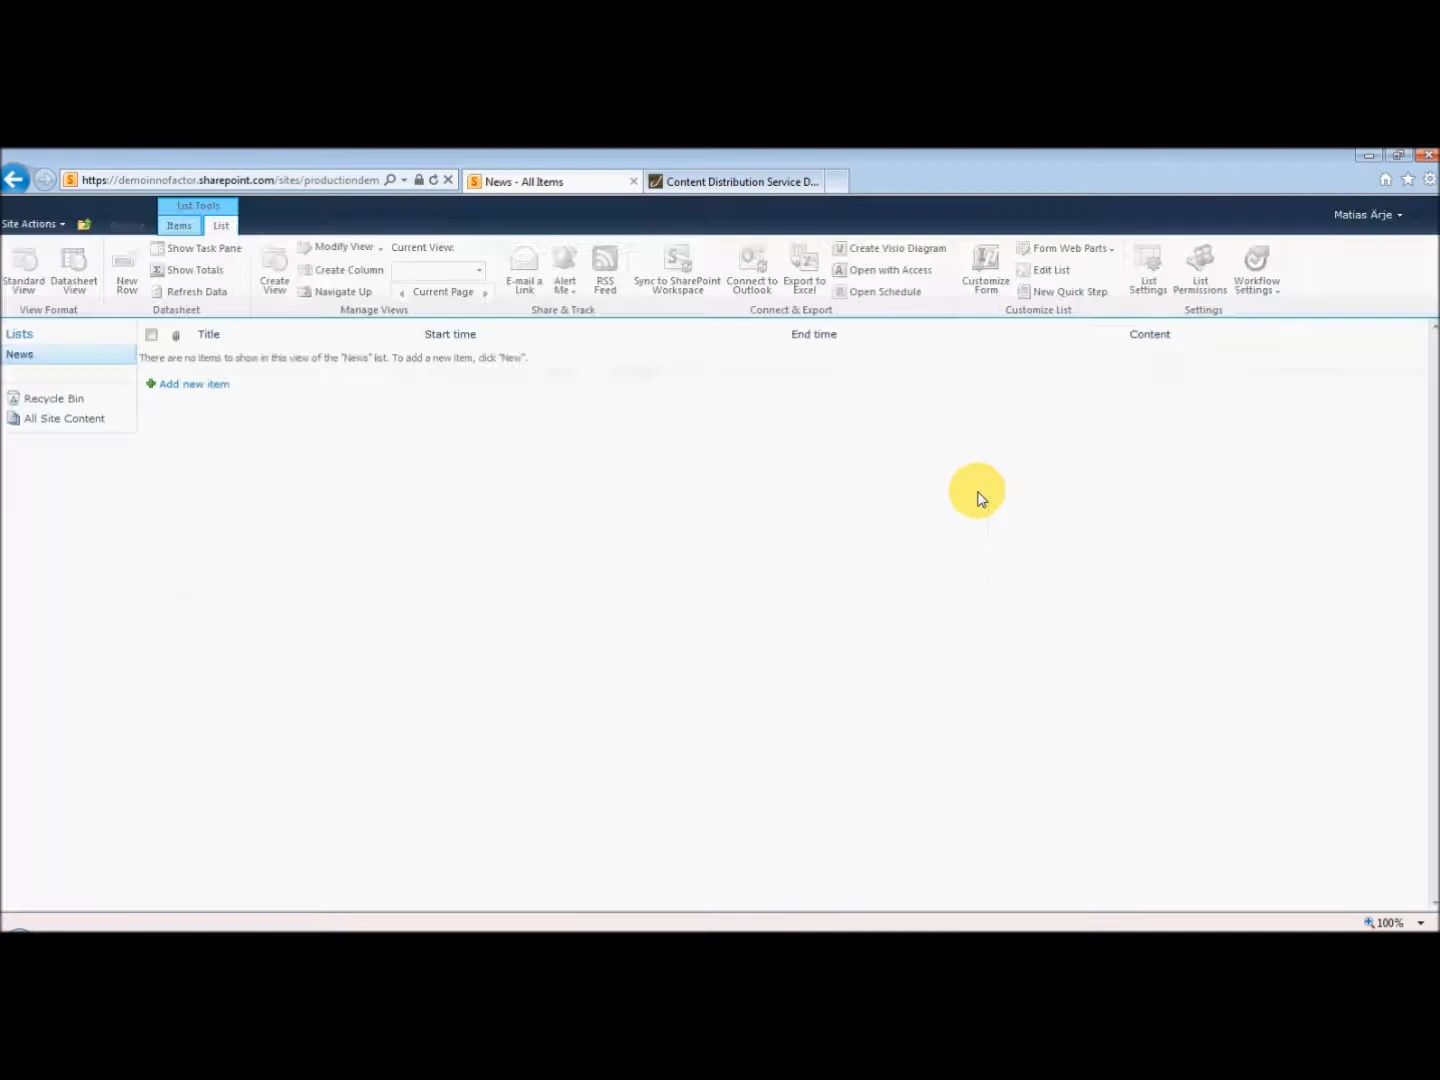 https://demoinnofactor.sharepoint.com/sites/productiondem
News - All Items
Content Distribution Service D...
Site Actions
List Tools
Items
List
Matias Ärje
Standard View
Datasheet View
New Row
Show Task Pane
Show Totals
Refresh Data
Create View
Modify View
Create Column
Navigate Up
Current View:
Current Page
E-mail a Link
Alert Me
RSS Feed
Sync to SharePoint Workspace
Connect to Outlook
Export to Excel
Create Visio Diagram
Open with Access
Open Schedule
Customize Form
Form Web Parts
Edit List
New Quick Step
List Settings
List Permissions
Workflow Settings
View Format
Datasheet
Manage Views
Share & Track
Connect & Export
Customize List
Settings
Lists
News
Recycle Bin
All Site Content
Title
Start time
End time
Content
There are no items to show in this view of the "News" list. To add a new item, click "New".
Add new item
100%